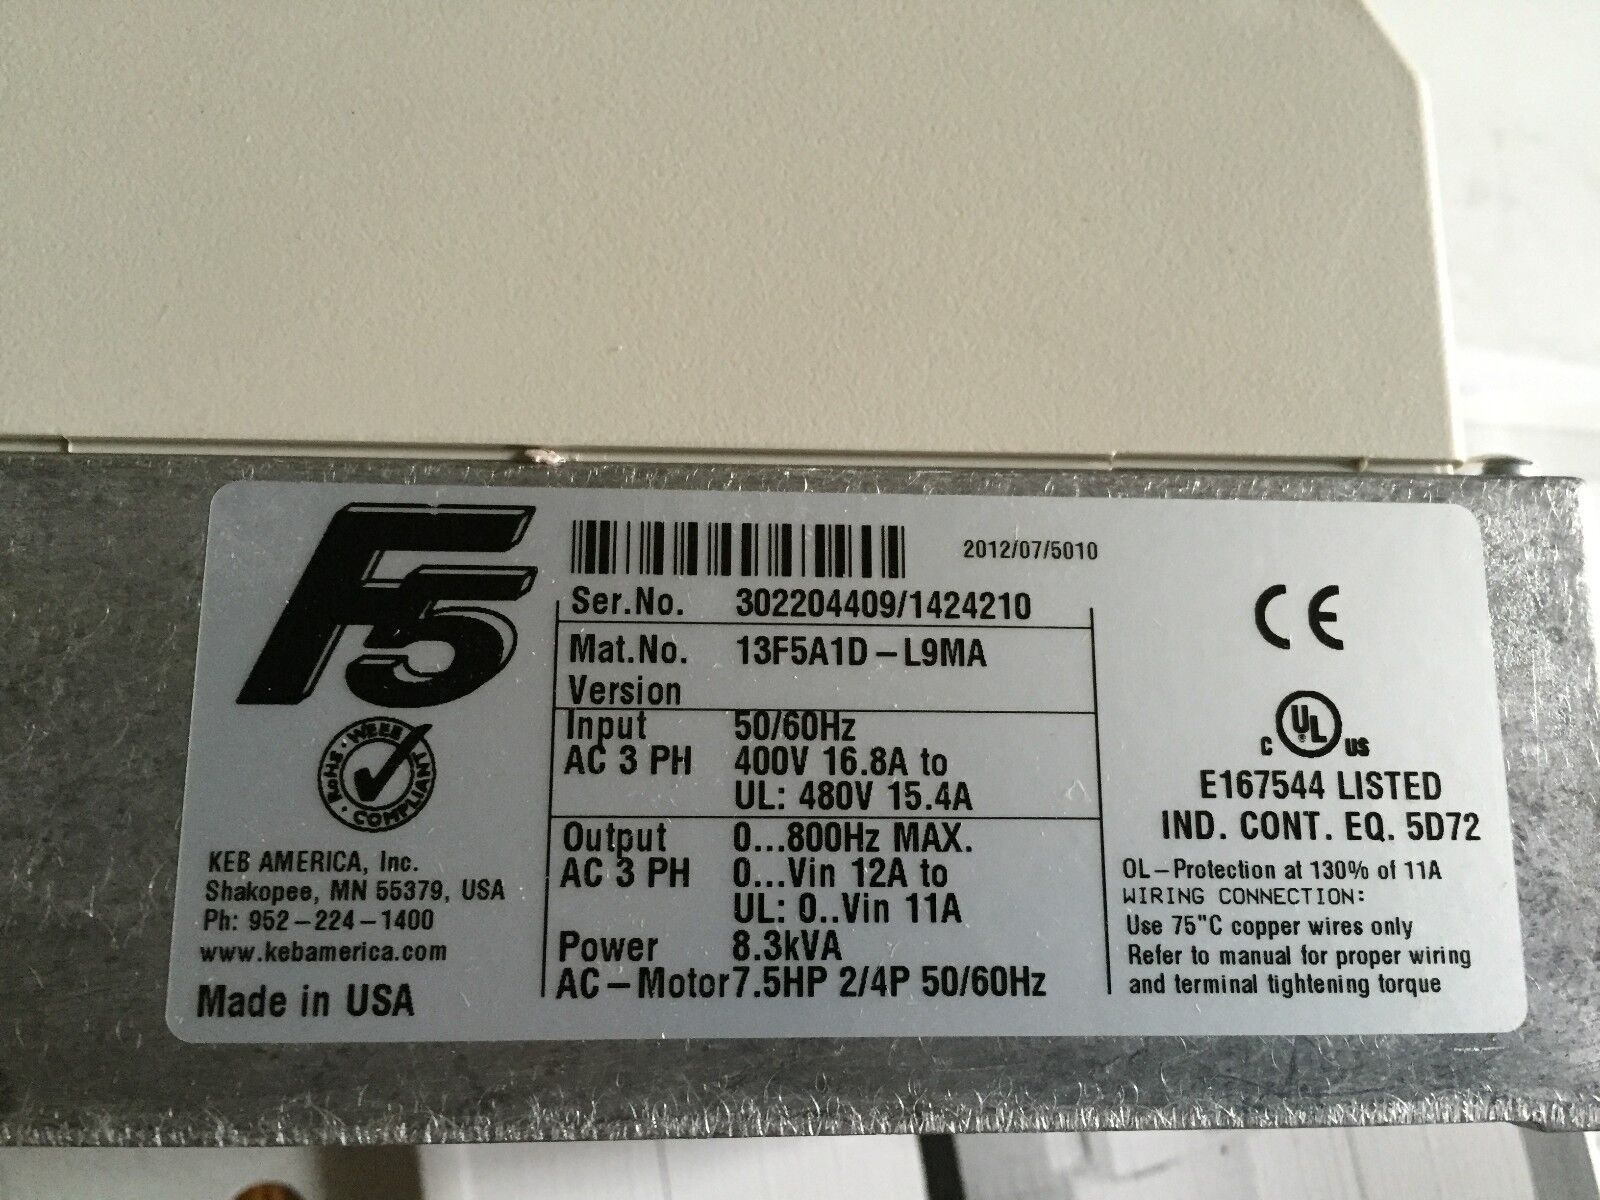 F5
2012/07/5010
Ser.No. 302204409/1424210
Mat.No. 13F5A1D-L9MA
Version
Input 50/60Hz
AC 3 PH 400V 16.8A to
UL: 480V 15.4A
Output 0...800Hz MAX.
AC 3 PH 0...Vin 12A to
UL: 0..Vin 11A
Power 8.3kVA
AC-Motor 7.5HP 2/4P 50/60Hz
RoHS · WEEE · COMPLIANT
KEB AMERICA, Inc.
Shakopee, MN 55379, USA
Ph: 952-224-1400
www.kebamerica.com
Made in USA
CE
C UL US
E167544 LISTED
IND. CONT. EQ. 5D72
OL-Protection at 130% of 11A
WIRING CONNECTION:
Use 75"C copper wires only
Refer to manual for proper wiring
and terminal tightening torque